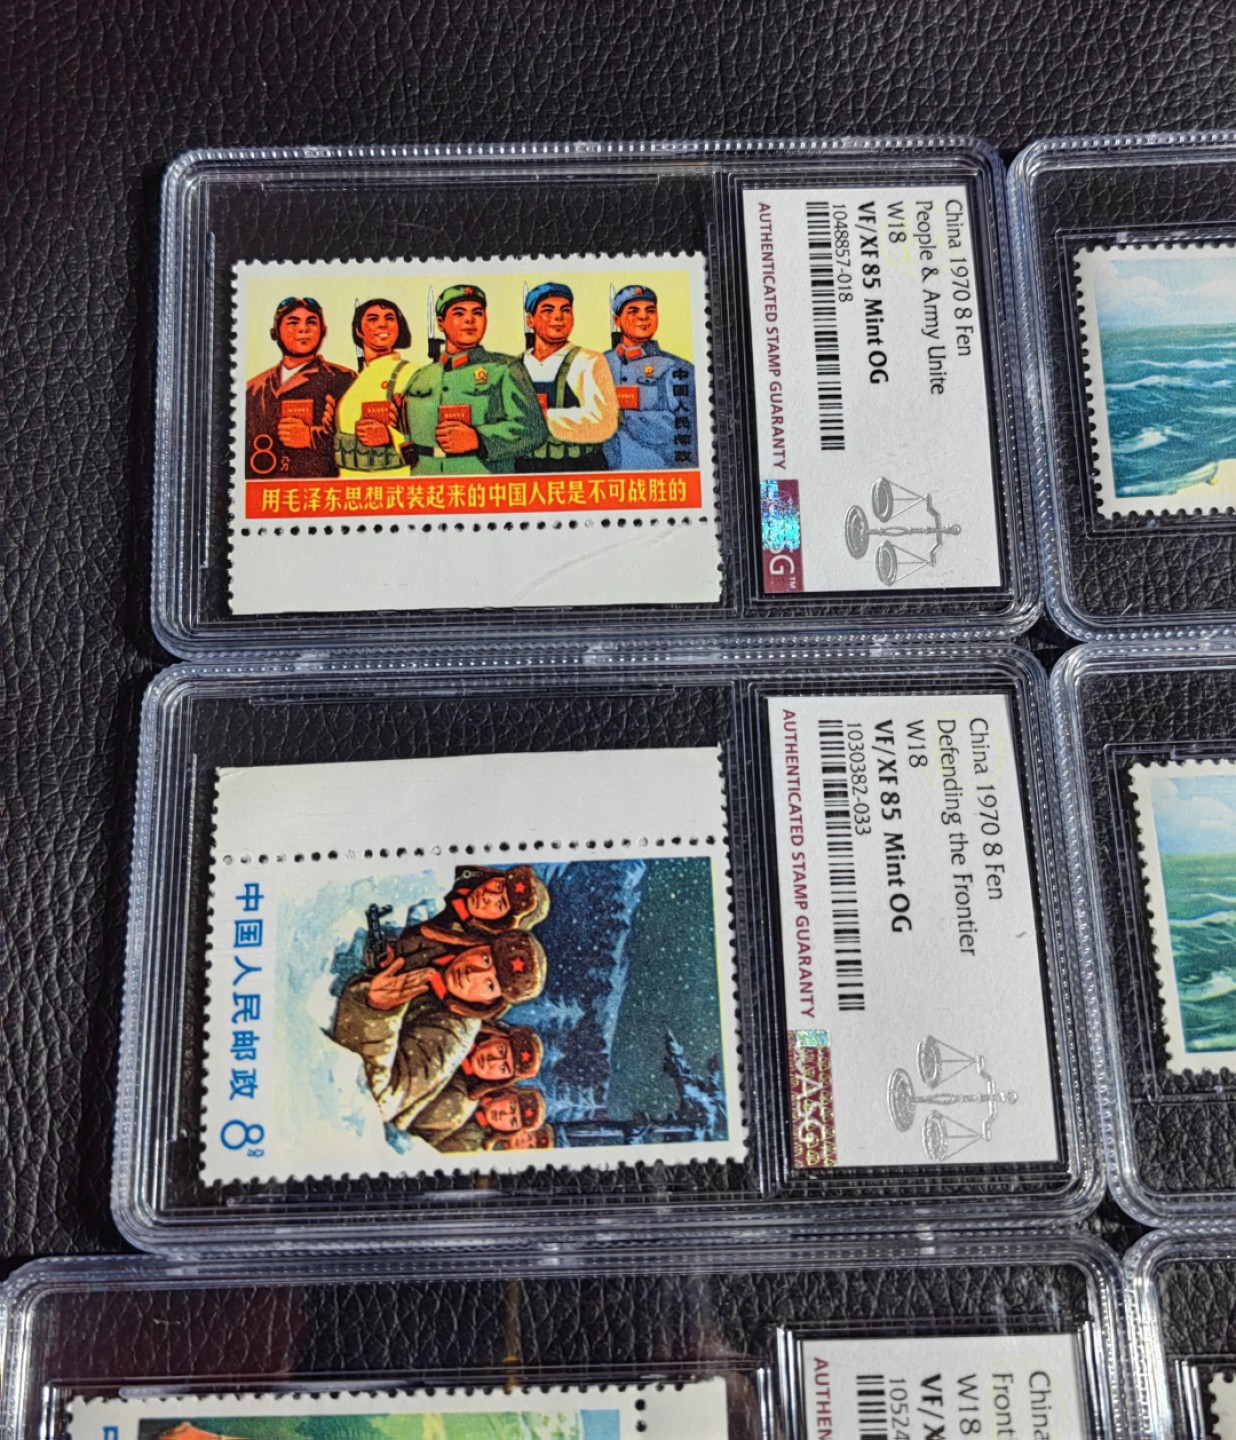 8分
中国人民邮政
用毛泽东思想武装起来的中国人民是不可战胜的
China 1970 8 Fen
People & Army Unite
W18
VF/XF 85 Mint OG
1048857-018
AUTHENTICATED STAMP GUARANTY
中国人民邮政 8分
China 1970 8 Fen
Defending the Frontier
W18
VF/XF 85 Mint OG
1030382-033
AUTHENTICATED STAMP GUARANTY
ASG
China
W18